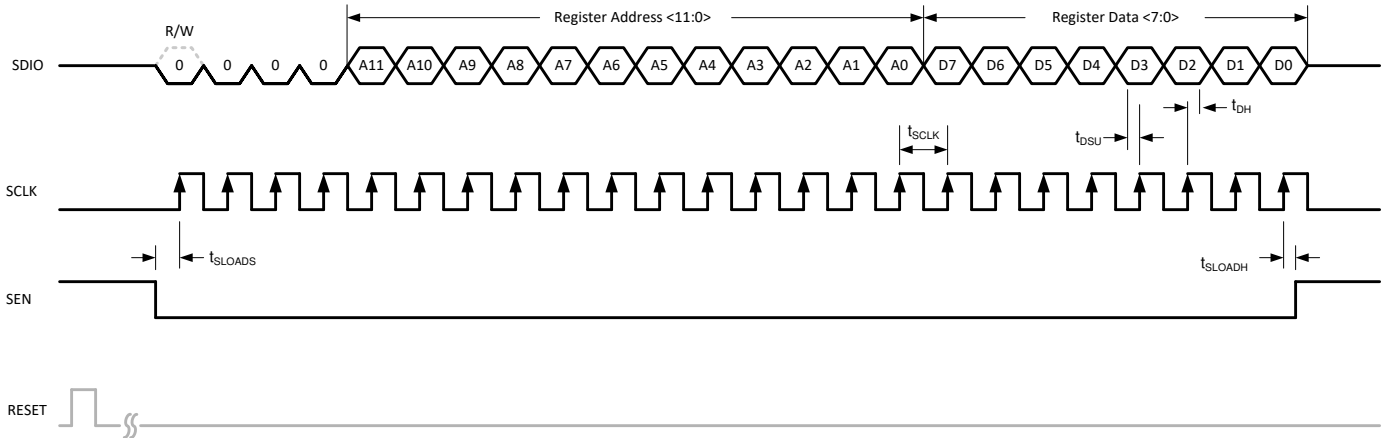 Register Address <11:0> Register Data <7:0>
R/W
SDIO 0 0 0 0 A11 A10 A9 A8 A7 A6 A5 A4 A3 A2 A1 A0 D7 D6 D5 D4 D3 D2 D1 D0
tDH
tSCLK tDSU
SCLK
tSLOADS tSLOADH
SEN
RESET